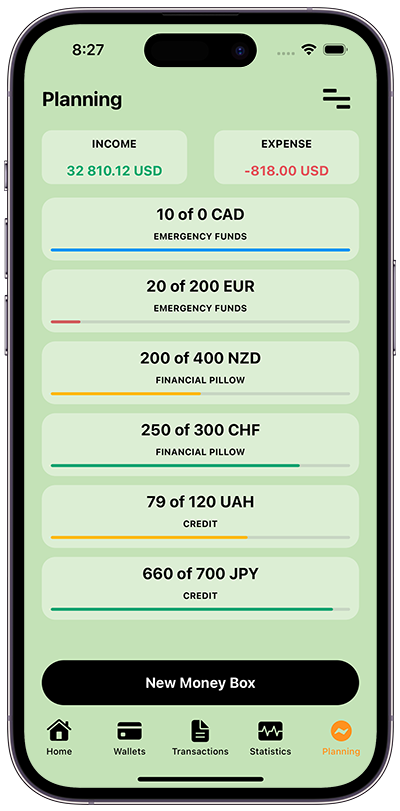 8:27
Planning
INCOME
32 810.12 USD
EXPENSE
-818.00 USD
10 of 0 CAD
EMERGENCY FUNDS
20 of 200 EUR
EMERGENCY FUNDS
200 of 400 NZD
FINANCIAL PILLOW
250 of 300 CHF
FINANCIAL PILLOW
79 of 120 UAH
CREDIT
660 of 700 JPY
CREDIT
New Money Box
Home
Wallets
Transactions
Statistics
Planning